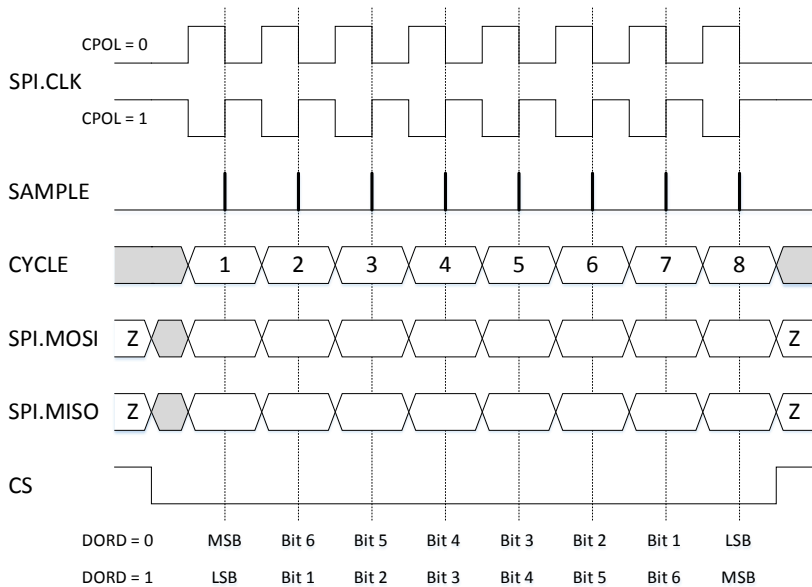 CPOL = 0
SPI.CLK
CPOL = 1
SAMPLE
CYCLE 1 2 3 4 5 6 7 8
SPI.MOSI Z Z
SPI.MISO Z Z
CS
DORD = 0 MSB Bit 6 Bit 5 Bit 4 Bit 3 Bit 2 Bit 1 LSB
DORD = 1 LSB Bit 1 Bit 2 Bit 3 Bit 4 Bit 5 Bit 6 MSB